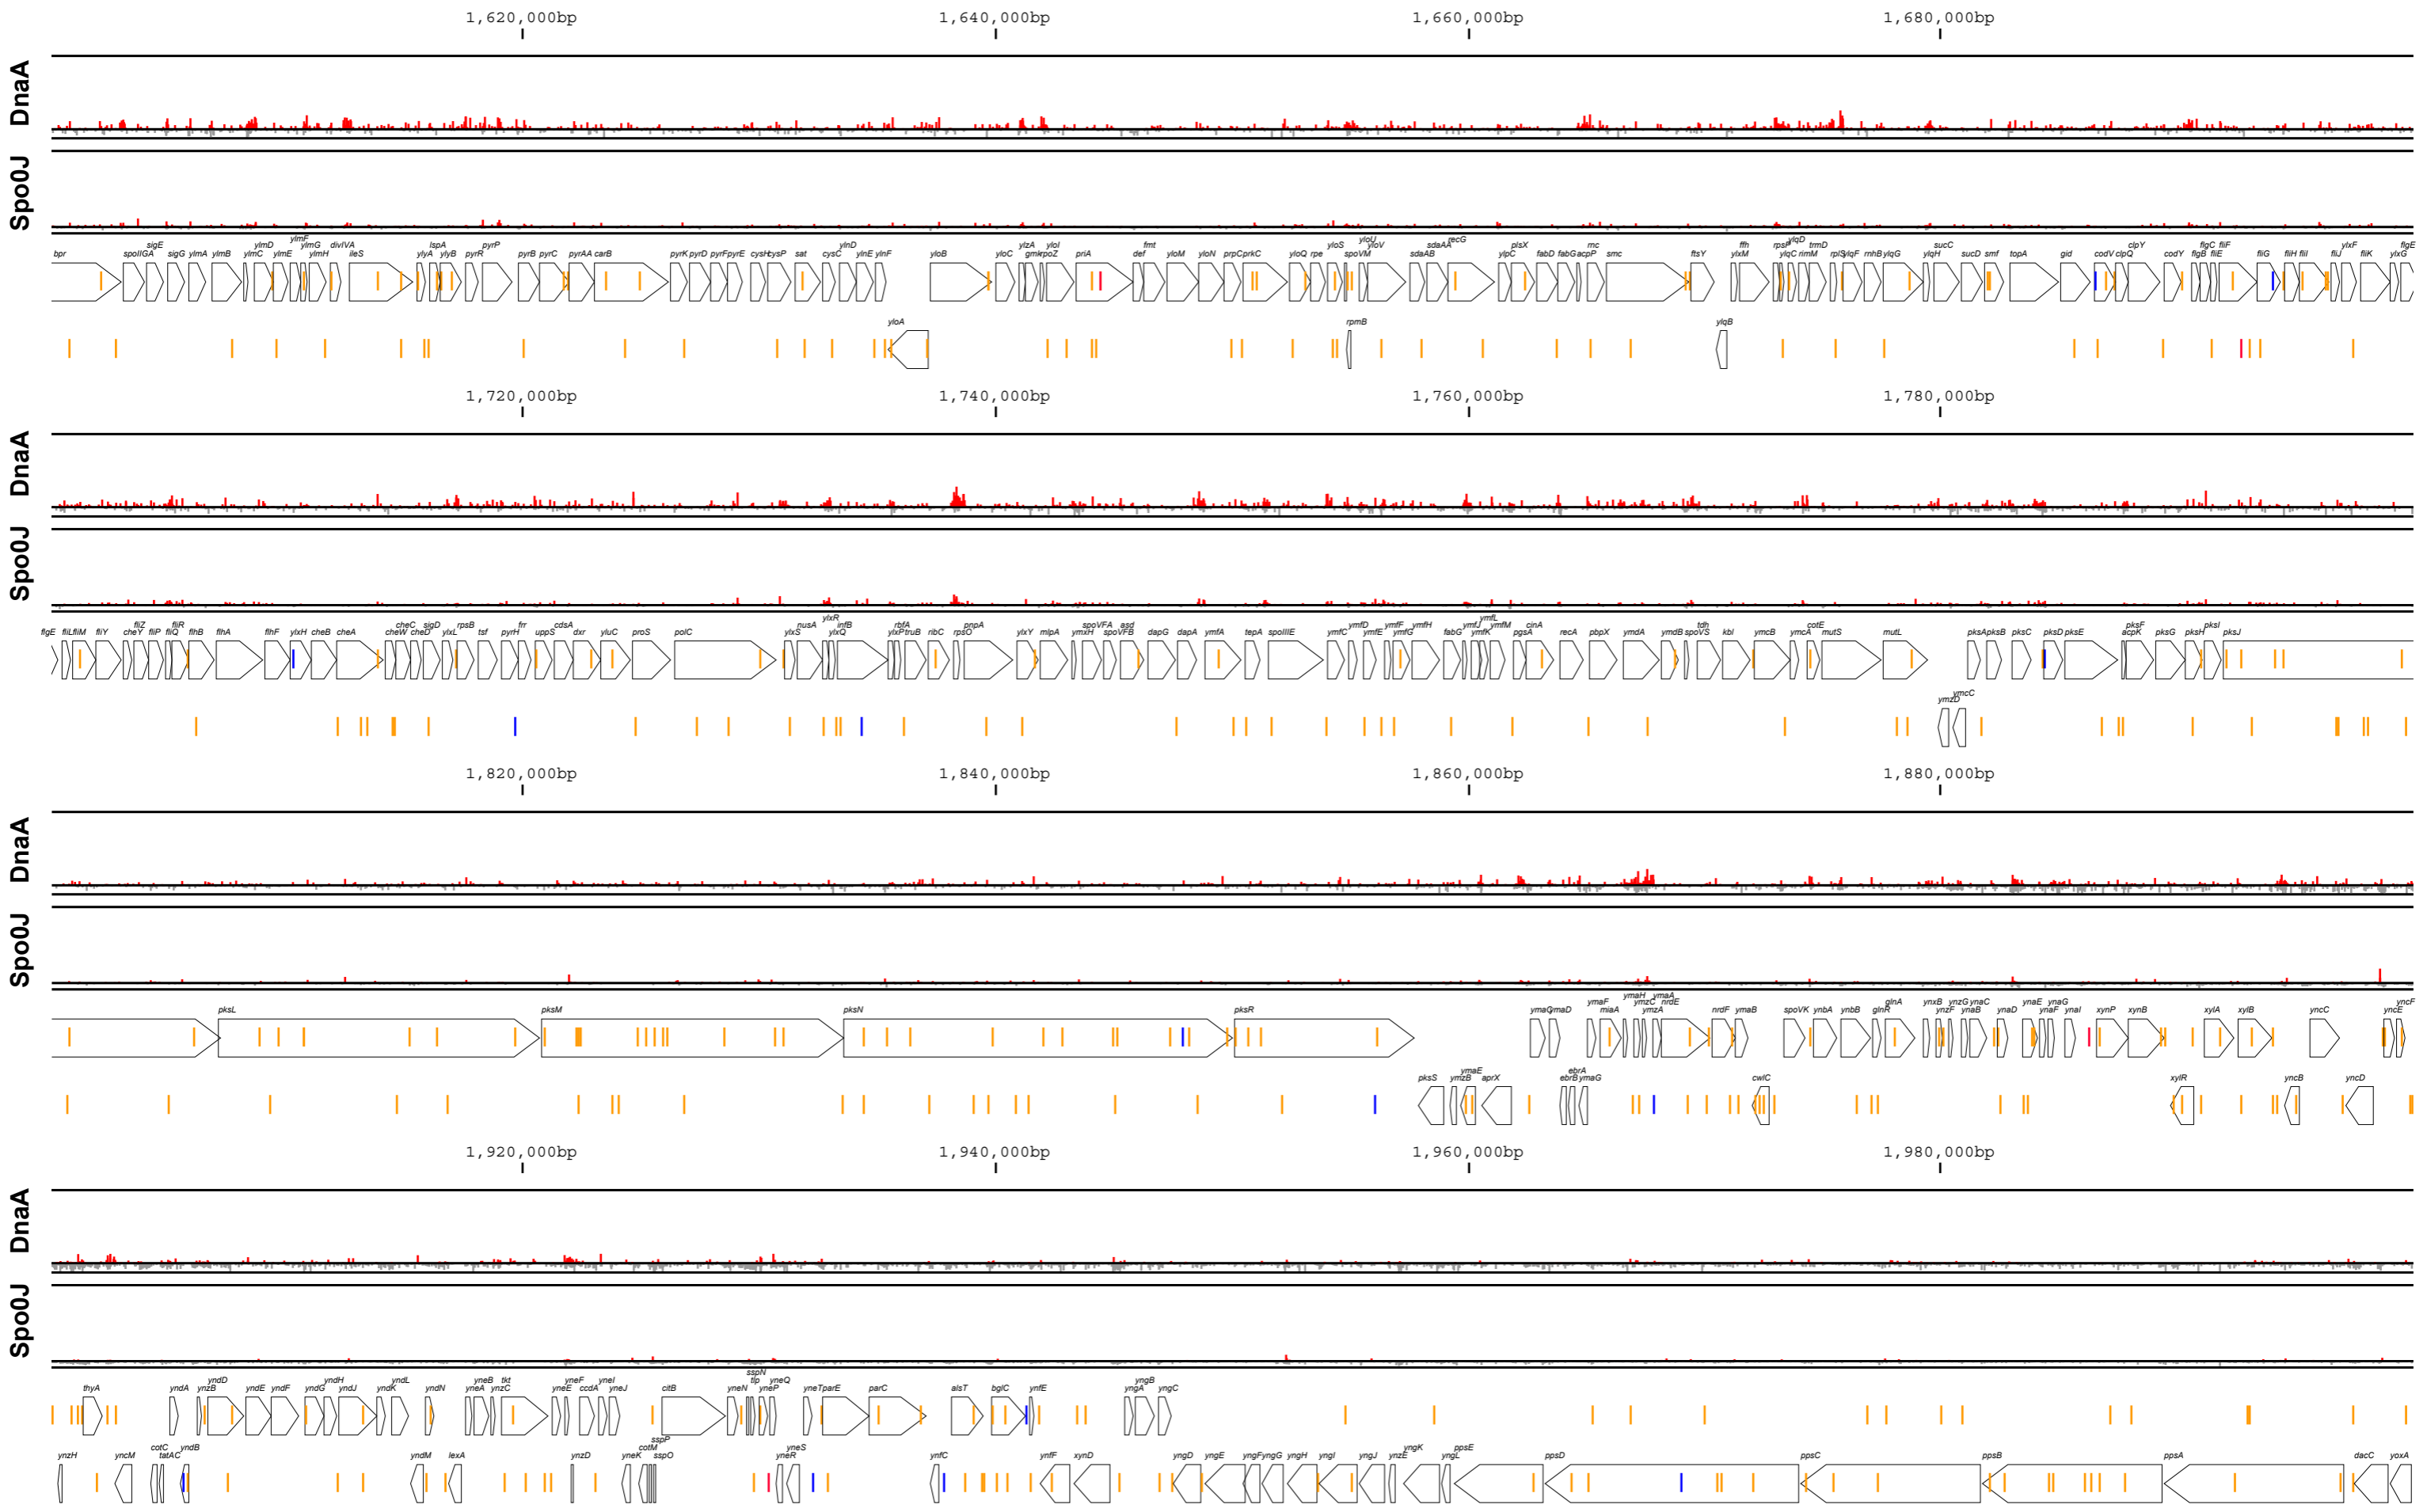 1,620,000bp 1,640,000bp 1,660,000bp 1,680,000bp
DnaA
Spo0J
sigE ylmD ylmF ylmG divIVA lspA pyrP ylnD ylzA yloI fmt yloS yloU yloV sdaAA recG plsX rnc ffh rpsP ylqD trmD sucC clpY flgC fliF ylxF flgE
bpr spoIIGA sigG ylmA ylmB ylmC ylmE ylmH ileS ylyA ylyB pyrR pyrB pyrC pyrAA carB pyrK pyrD pyrF pyrE cysH cysP sat cysC ylnE ylnF yloB yloC gmk rpoZ priA def yloM yloN prpC prkC yloQ rpe spoVM sdaAB ylpC fabD fabG acpP smc ftsY ylxM ylqC rimM rplS ylqF rnhB ylqG ylqH sucD smf topA gid codV clpQ codY flgB fliE fliG fliH fliI fliJ fliK ylxG
yloA rpmB ylqB
1,720,000bp 1,740,000bp 1,760,000bp 1,780,000bp
DnaA
Spo0J
fliZ fliR cheC sigD rpsB frr cdsA nusA ylxR infB rbfA pnpA spoVFA asd ymfD ymfF ymfH ymfJ ymfL ymfM cinA tdh cotE pksF pksI
flgE fliL fliM fliY cheY fliP fliQ flhB flhA flhF ylxH cheB cheA cheW cheD ylxL tsf pyrH uppS dxr yluC proS polC ylxS ylxQ ylxP truB ribC rpsO ylxY mlpA ymxH spoVFB dapG dapA ymfA tepA spoIIIE ymfC ymfE ymfG fabG ymfK pgsA recA pbpX ymdA ymdB spoVS kbl ymcB ymcA mutS mutL pksA pksB pksC pksD pksE acpK pksG pksH pksJ
ymzD ymcC
1,820,000bp 1,840,000bp 1,860,000bp 1,880,000bp
DnaA
Spo0J
pksL pksM pksN pksR ymaC ymaD ymaF miaA ymaH ymzC ymzA ymaA nrdE nrdF ymaB spoVK ynbA ynbB glnR glnA ynxB ynzF ynzG ynaB ynaC ynaD ynaE ynaF ynaG ynaI xynP xynB xylA xylB yncC yncE yncF
pksS ymzB ymaE aprX ebrB ebrA ymaG cwlC xylR yncB yncD
1,920,000bp 1,940,000bp 1,960,000bp 1,980,000bp
DnaA
Spo0J
thyA yndA ynzB yndD yndE yndF yndG yndH yndJ yndK yndL yndN yneA yneB ynzC tkt yneE yneF ccdA yneI yneJ citB yneN sspN tlp yneP yneQ yneT parE parC alsT bglC ynfE yngA yngB yngC
ynzH yncM cotC tatAC yndB yndM lexA ynzD yneK cotM sspP sspO yneR yneS ynfC ynfF xynD yngD yngE yngF yngG yngH yngI yngJ ynzE yngK yngL ppsE ppsD ppsC ppsB ppsA dacC yoxA